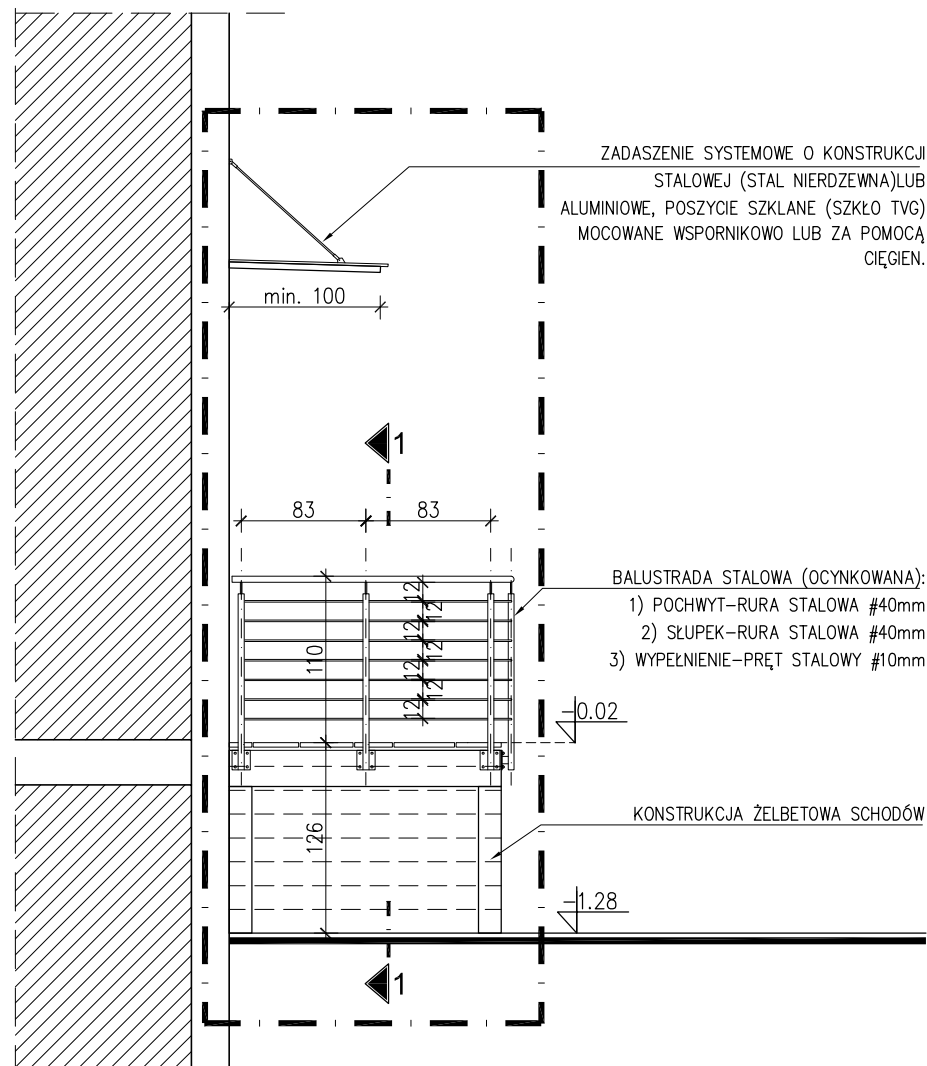 ZADASZENIE SYSTEMOWE O KONSTRUKCJI
STALOWEJ (STAL NIERDZEWNA)LUB
ALUMINIOWE, POSZYCIE SZKLANE (SZKŁO TVG)
MOCOWANE WSPORNIKOWO LUB ZA POMOCĄ
CIĘGIEN.
min. 100
1
83
83
BALUSTRADA STALOWA (OCYNKOWANA):
1) POCHWYT-RURA STALOWA #40mm
2) SŁUPEK-RURA STALOWA #40mm
3) WYPEŁNIENIE-PRĘT STALOWY #10mm
110
12
12
12
12
12
12
12
-0.02
KONSTRUKCJA ŻELBETOWA SCHODÓW
126
-1.28
1